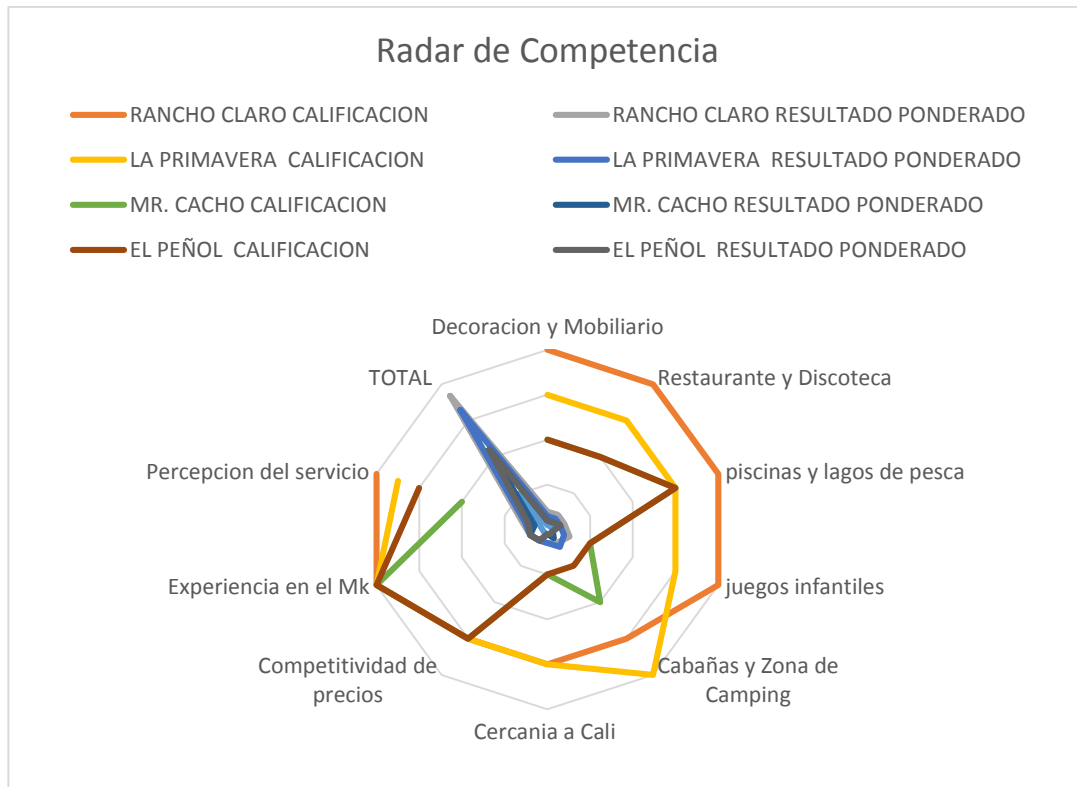 Radar de Competencia
RANCHO CLARO CALIFICACION
RANCHO CLARO RESULTADO PONDERADO
LA PRIMAVERA  CALIFICACION
LA PRIMAVERA  RESULTADO PONDERADO
MR. CACHO CALIFICACION
MR. CACHO RESULTADO PONDERADO
EL PEÑOL  CALIFICACION
EL PEÑOL  RESULTADO PONDERADO
Decoracion y Mobiliario
TOTAL
Restaurante y Discoteca
Percepcion del servicio
piscinas y lagos de pesca
Experiencia en el Mk
juegos infantiles
Competitividad de
precios
Cabañas y Zona de
Camping
Cercania a Cali